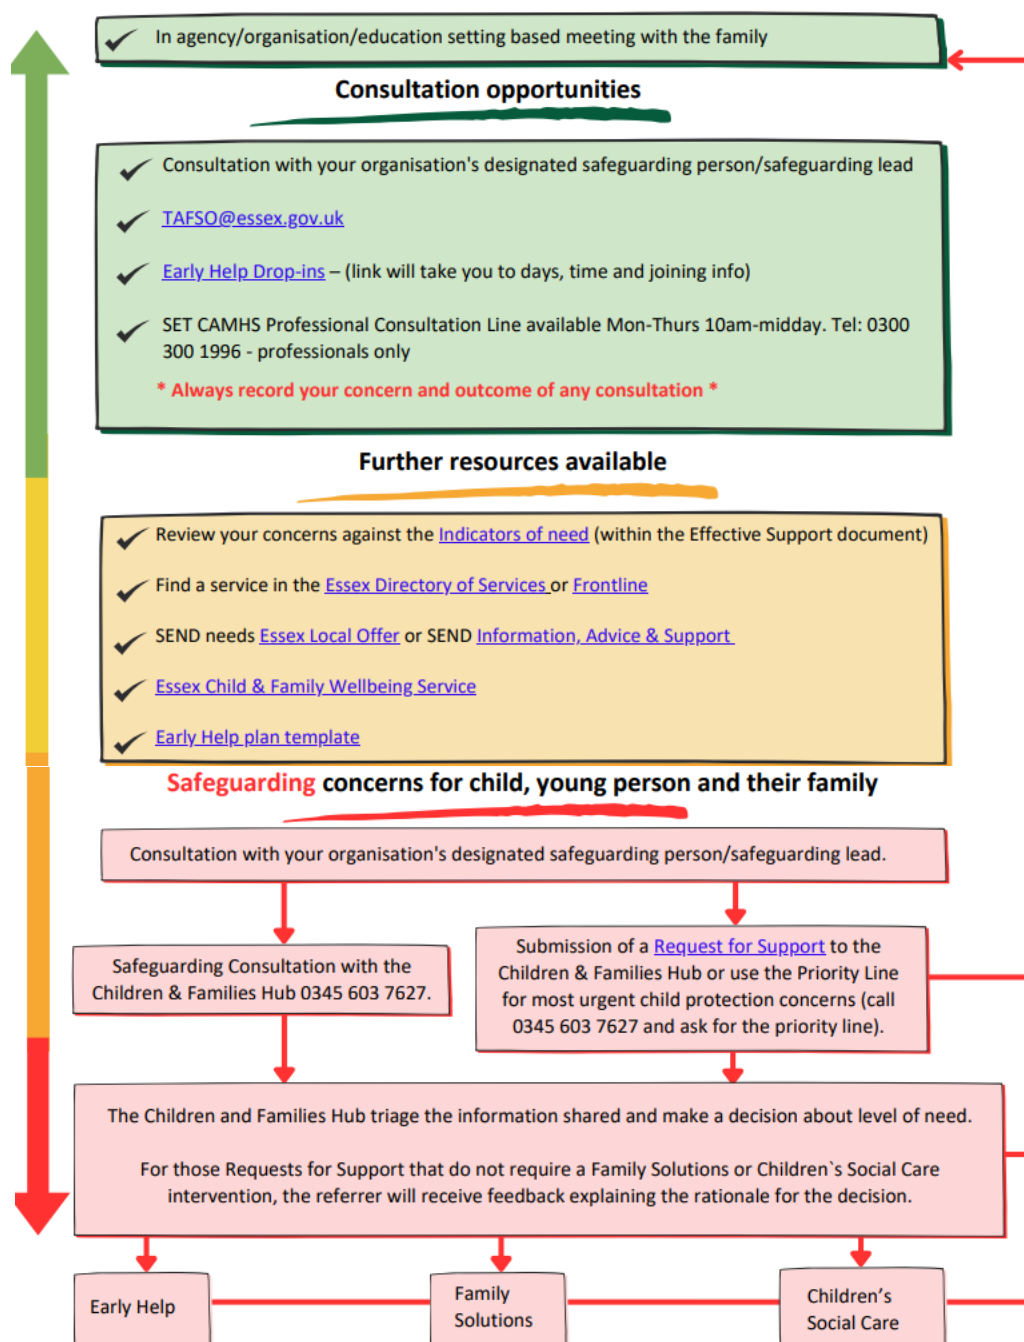 In agency/organisation/education setting based meeting with the family
Consultation opportunities
Consultation with your organisation's designated safeguarding person/safeguarding lead
TAFSO@essex.gov.uk
Early Help Drop-ins – (link will take you to days, time and joining info)
SET CAMHS Professional Consultation Line available Mon-Thurs 10am-midday. Tel: 0300
300 1996 - professionals only
* Always record your concern and outcome of any consultation *
Further resources available
Review your concerns against the Indicators of need (within the Effective Support document)
Find a service in the Essex Directory of Services or Frontline
SEND needs Essex Local Offer or SEND Information, Advice & Support
Essex Child & Family Wellbeing Service
Early Help plan template
Safeguarding concerns for child, young person and their family
Consultation with your organisation's designated safeguarding person/safeguarding lead.
Safeguarding Consultation with the
Children & Families Hub 0345 603 7627.
Submission of a Request for Support to the
Children & Families Hub or use the Priority Line
for most urgent child protection concerns (call
0345 603 7627 and ask for the priority line).
The Children and Families Hub triage the information shared and make a decision about level of need.
For those Requests for Support that do not require a Family Solutions or Children`s Social Care
intervention, the referrer will receive feedback explaining the rationale for the decision.
Early Help
Family
Solutions
Children's
Social Care